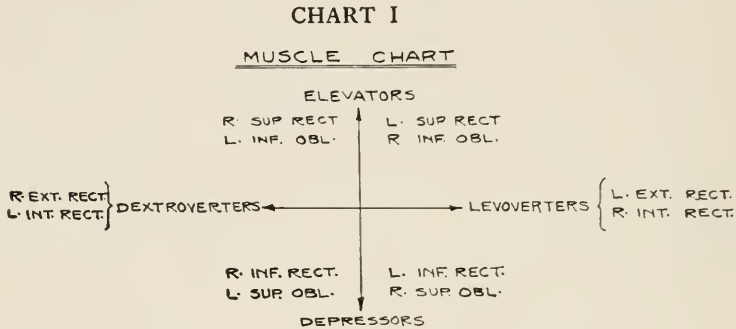 CHART I
MUSCLE CHART
ELEVATORS
R. SUP RECT L. SUP RECT
L. INF. OBL. R INF. OBL.
R. EXT. RECT. DEXTROVERTERS LEVOVERTERS L. EXT. RECT.
L. INT. RECT. R. INT. RECT.
R. INF. RECT. L. INF. RECT.
L. SUP. OBL. R. SUP. OBL.
DEPRESSORS